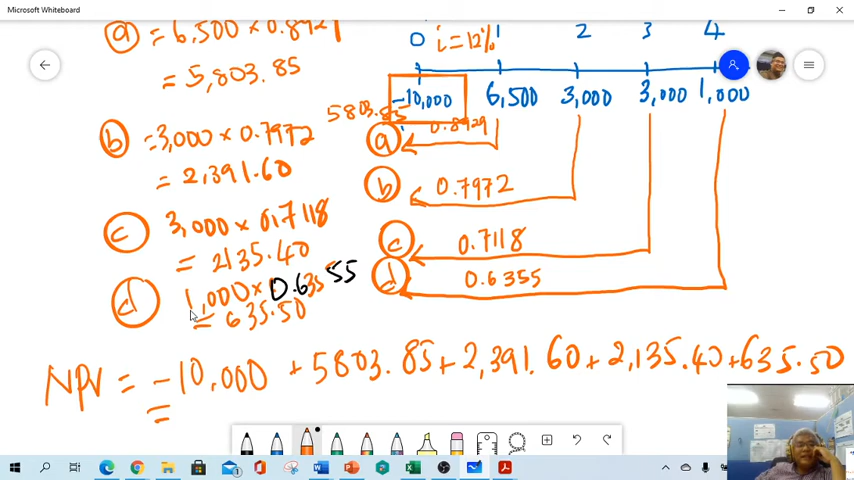 Microsoft Whiteboard
a = 6,500 x 0.8929
= 5,803.85
0 i = 12% 1 2 3 4
-10,000 6,500 3,000 3,000 1,000
5803.85
a 0.8929
b = 3,000 x 0.7972
= 2,391.60
b 0.7972
c 3,000 x 0.7118
= 2135.40
c 0.7118
d 1,000 x 0.6355
= 635.50
d 0.6355
NPV = -10,000 + 5803.85 + 2,391.60 + 2,135.40 + 635.50
=